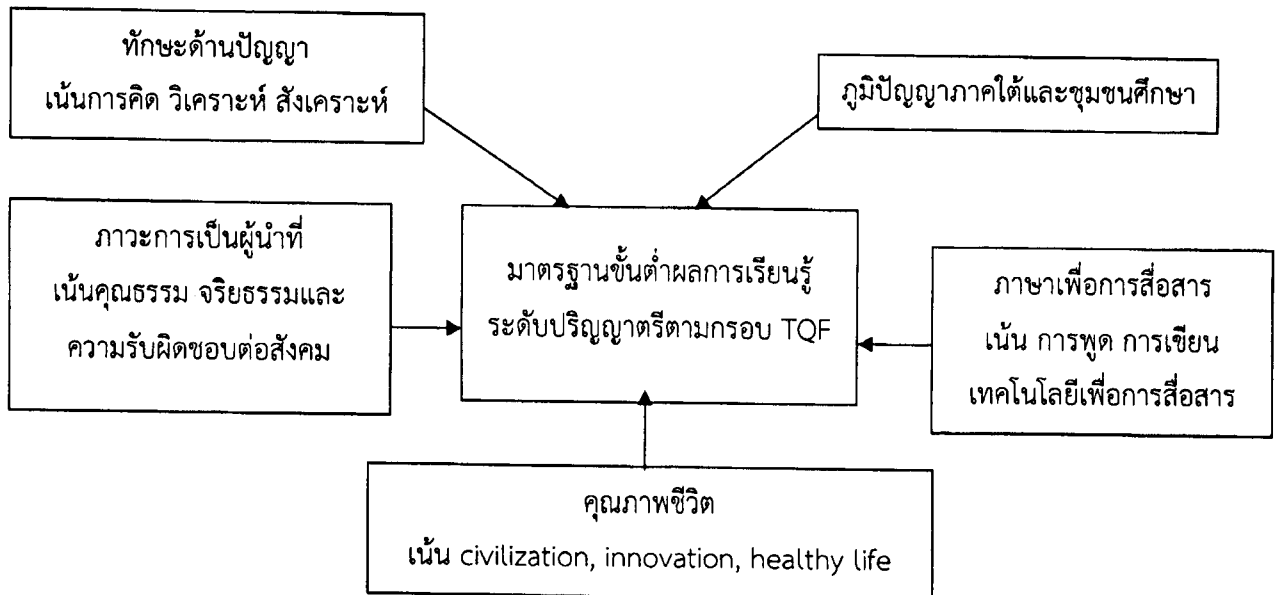 ทักษะด้านปัญญา
เน้นการคิด วิเคราะห์ สังเคราะห์
ภูมิปัญญาภาคใต้และชุมชนศึกษา
ภาวะการเป็นผู้นำที่
เน้นคุณธรรม จริยธรรมและ
ความรับผิดชอบต่อสังคม
มาตรฐานขั้นต่ำผลการเรียนรู้
ระดับปริญญาตรีตามกรอบ TQF
ภาษาเพื่อการสื่อสาร
เน้น การพูด การเขียน
เทคโนโลยีเพื่อการสื่อสาร
คุณภาพชีวิต
เน้น civilization, innovation, healthy life